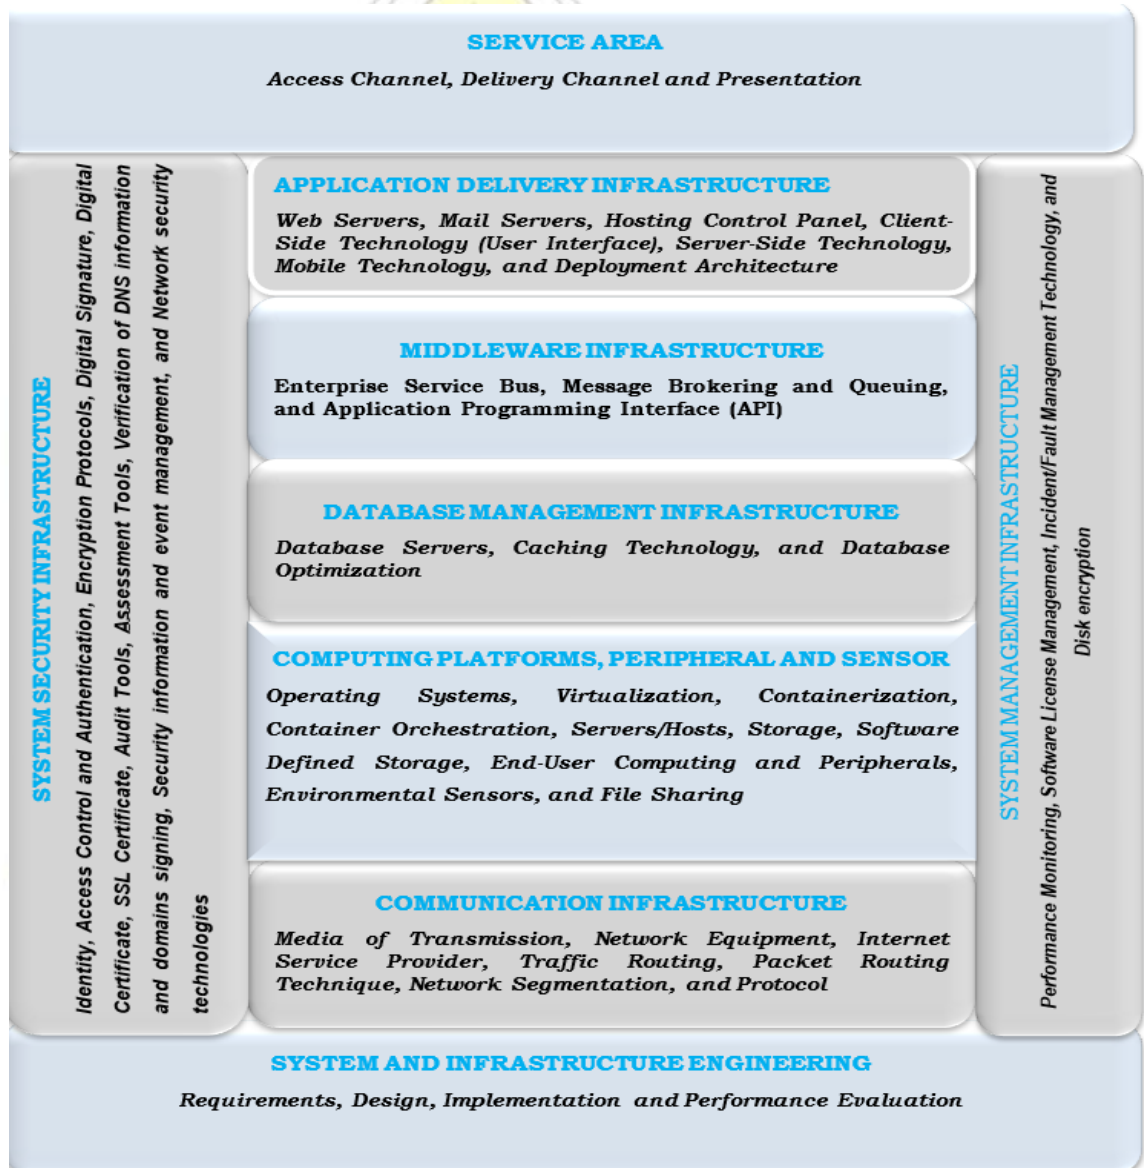 SERVICE AREA
Access Channel, Delivery Channel and Presentation
SYSTEM SECURITY INFRASTRUCTURE
Identity, Access Control and Authentication, Encryption Protocols, Digital Signature, Digital
Certificate, SSL Certificate, Audit Tools, Assessment Tools, Verification of DNS information
and domains signing, Security information and event management, and Network security
technologies
APPLICATION DELIVERY INFRASTRUCTURE
Web Servers, Mail Servers, Hosting Control Panel, Client-
Side Technology (User Interface), Server-Side Technology,
Mobile Technology, and Deployment Architecture
MIDDLEWARE INFRASTRUCTURE
Enterprise Service Bus, Message Brokering and Queuing,
and Application Programming Interface (API)
DATABASE MANAGEMENT INFRASTRUCTURE
Database Servers, Caching Technology, and Database
Optimization
COMPUTING PLATFORMS, PERIPHERAL AND SENSOR
Operating Systems, Virtualization, Containerization,
Container Orchestration, Servers/Hosts, Storage, Software
Defined Storage, End-User Computing and Peripherals,
Environmental Sensors, and File Sharing
COMMUNICATION INFRASTRUCTURE
Media of Transmission, Network Equipment, Internet
Service Provider, Traffic Routing, Packet Routing
Technique, Network Segmentation, and Protocol
SYSTEM MANAGEMENT INFRASTRUCTURE
Performance Monitoring, Software License Management, Incident/Fault Management Technology, and
Disk encryption
SYSTEM AND INFRASTRUCTURE ENGINEERING
Requirements, Design, Implementation and Performance Evaluation